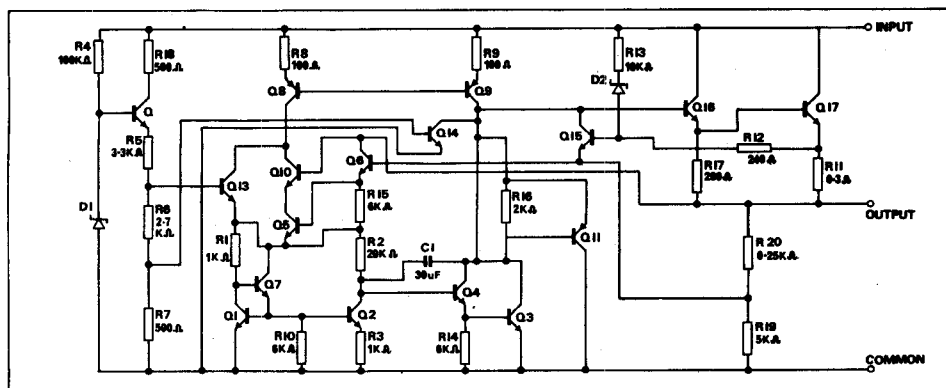 INPUT
R4
100KΩ
R18
500Ω
R8
100Ω
R9
100Ω
R13
10KΩ
D2
Q
Q8
Q9
Q16
Q17
R5
3·3KΩ
Q14
Q15
R12
240Ω
Q13
Q10
Q6
R17
200Ω
R11
0·3Ω
R15
6KΩ
R16
2KΩ
D1
R6
2·7
KΩ
Q5
OUTPUT
R1
1KΩ
R2
20KΩ
C1
30uF
Q11
R20
0·25KΩ
Q7
Q4
R7
500Ω
Q1
R10
6KΩ
Q2
R3
1KΩ
R14
6KΩ
Q3
R19
5KΩ
COMMON